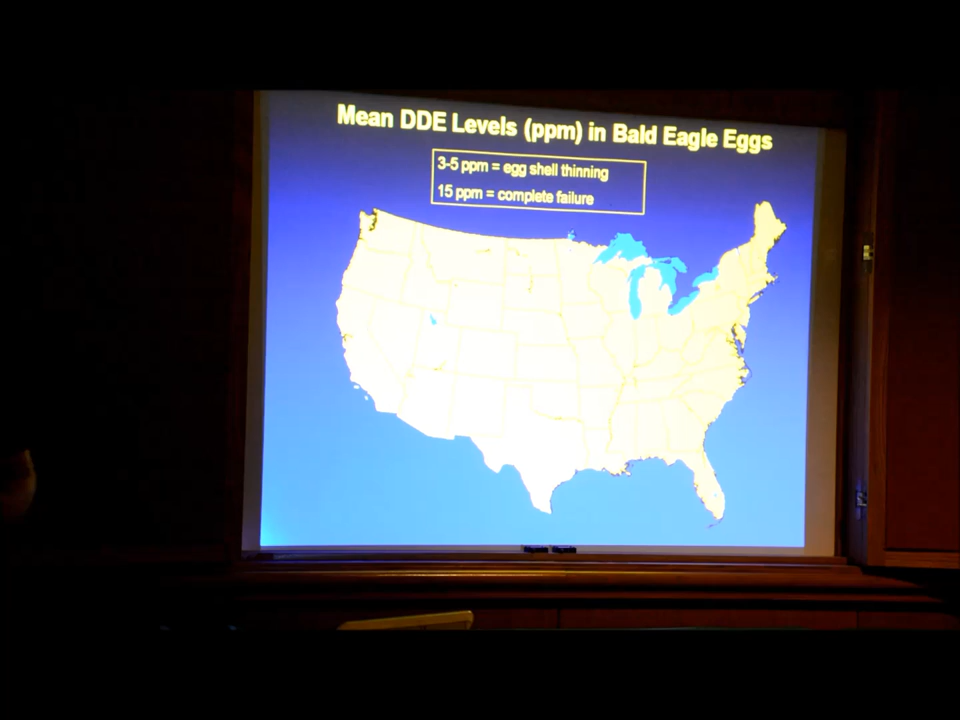 Mean DDE Levels (ppm) in Bald Eagle Eggs
3-5 ppm = egg shell thinning
15 ppm = complete failure